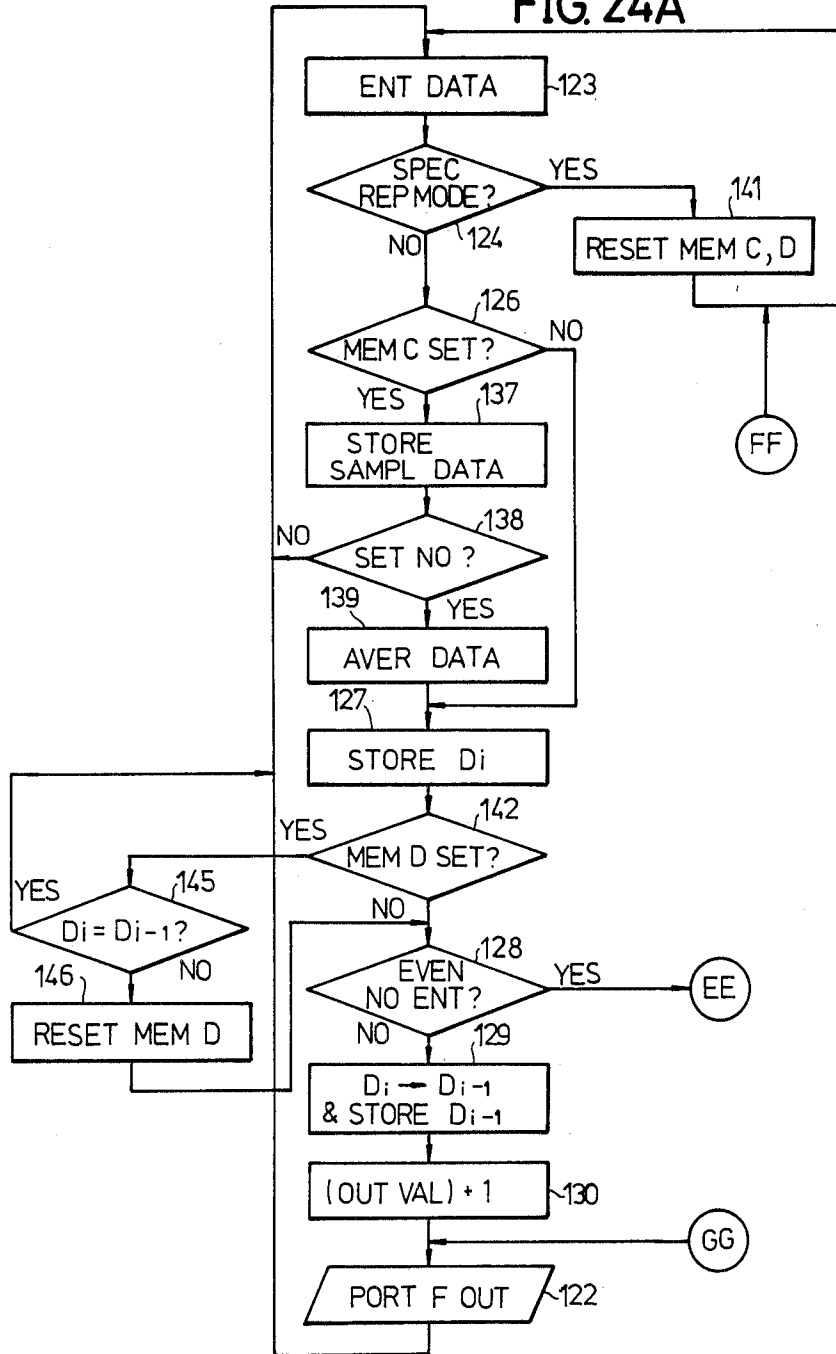 FIG. 24A
ENT DATA
123
SPEC
REP MODE?
YES
124
NO
141
RESET MEM C, D
126
MEM C SET?
NO
YES
137
STORE
SAMPL DATA
FF
138
NO
SET NO ?
YES
139
AVER DATA
127
STORE Di
142
YES
MEM D SET?
NO
YES
145
Di = Di-1?
NO
146
RESET MEM D
128
EVEN
NO ENT?
YES
EE
NO
129
Di → Di-1
& STORE Di-1
(OUT VAL) + 1
130
GG
PORT F OUT
122